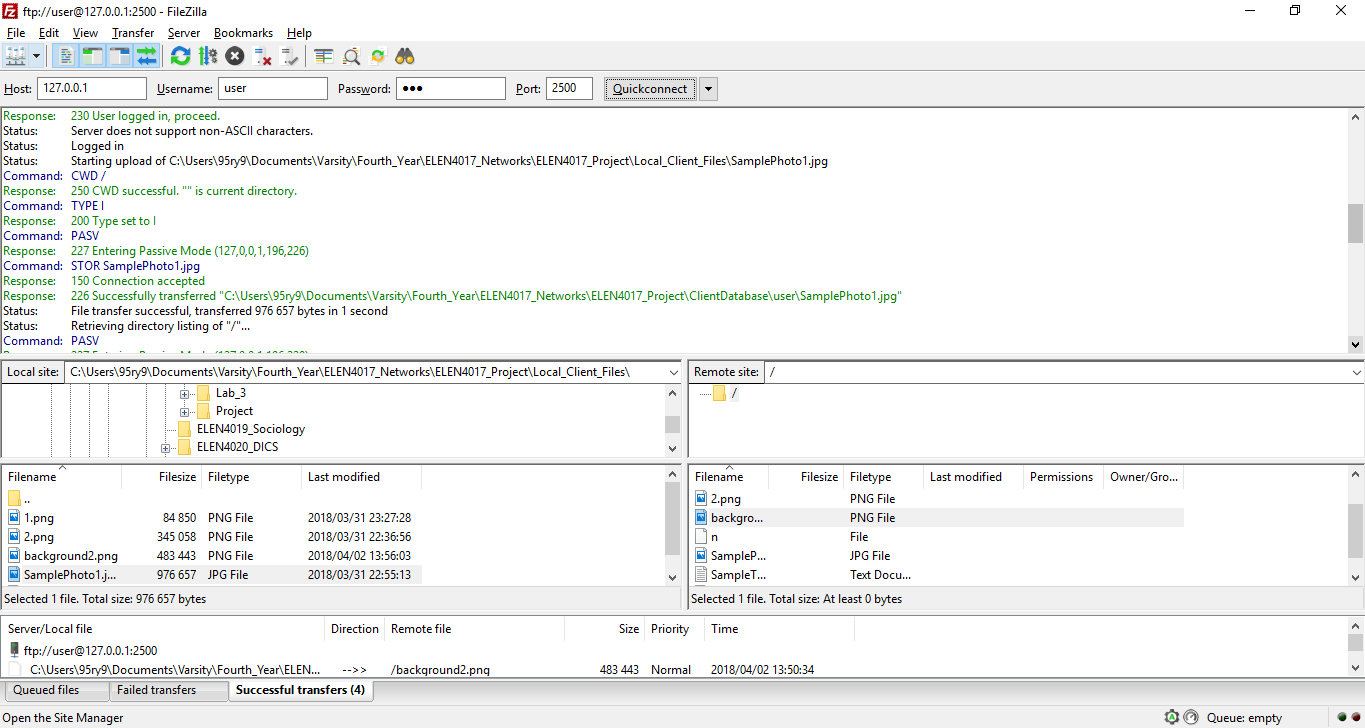 ftp://user@127.0.0.1:2500 - FileZilla
File Edit View Transfer Server Bookmarks Help
Host: 127.0.0.1 Username: user Password: ●●● Port: 2500 Quickconnect
Response: 230 User logged in, proceed.
Status: Server does not support non-ASCII characters.
Status: Logged in
Status: Starting upload of C:\Users\95ry9\Documents\Varsity\Fourth_Year\ELEN4017_Networks\ELEN4017_Project\Local_Client_Files\SamplePhoto1.jpg
Command: CWD /
Response: 250 CWD successful. "" is current directory.
Command: TYPE I
Response: 200 Type set to I
Command: PASV
Response: 227 Entering Passive Mode (127,0,0,1,196,226)
Command: STOR SamplePhoto1.jpg
Response: 150 Connection accepted
Response: 226 Successfully transferred "C:\Users\95ry9\Documents\Varsity\Fourth_Year\ELEN4017_Networks\ELEN4017_Project\ClientDatabase\user\SamplePhoto1.jpg"
Status: File transfer successful, transferred 976 657 bytes in 1 second
Status: Retrieving directory listing of "/"...
Command: PASV
Local site: C:\Users\95ry9\Documents\Varsity\Fourth_Year\ELEN4017_Networks\ELEN4017_Project\Local_Client_Files\
Lab_3
Project
ELEN4019_Sociology
ELEN4020_DICS
Filename Filesize Filetype Last modified
..
1.png 84 850 PNG File 2018/03/31 23:27:28
2.png 345 058 PNG File 2018/03/31 22:36:56
background2.png 483 443 PNG File 2018/04/02 13:56:03
SamplePhoto1.j... 976 657 JPG File 2018/03/31 22:55:13
Selected 1 file. Total size: 976 657 bytes
Remote site: /
/
Filename Filesize Filetype Last modified Permissions Owner/Gro...
2.png PNG File
backgro... PNG File
n File
SampleP... JPG File
SampleT... Text Docu...
Selected 1 file. Total size: At least 0 bytes
Server/Local file Direction Remote file Size Priority Time
ftp://user@127.0.0.1:2500
C:\Users\95ry9\Documents\Varsity\Fourth_Year\ELEN... -->> /background2.png 483 443 Normal 2018/04/02 13:50:34
Queued files Failed transfers Successful transfers (4)
Open the Site Manager Queue: empty